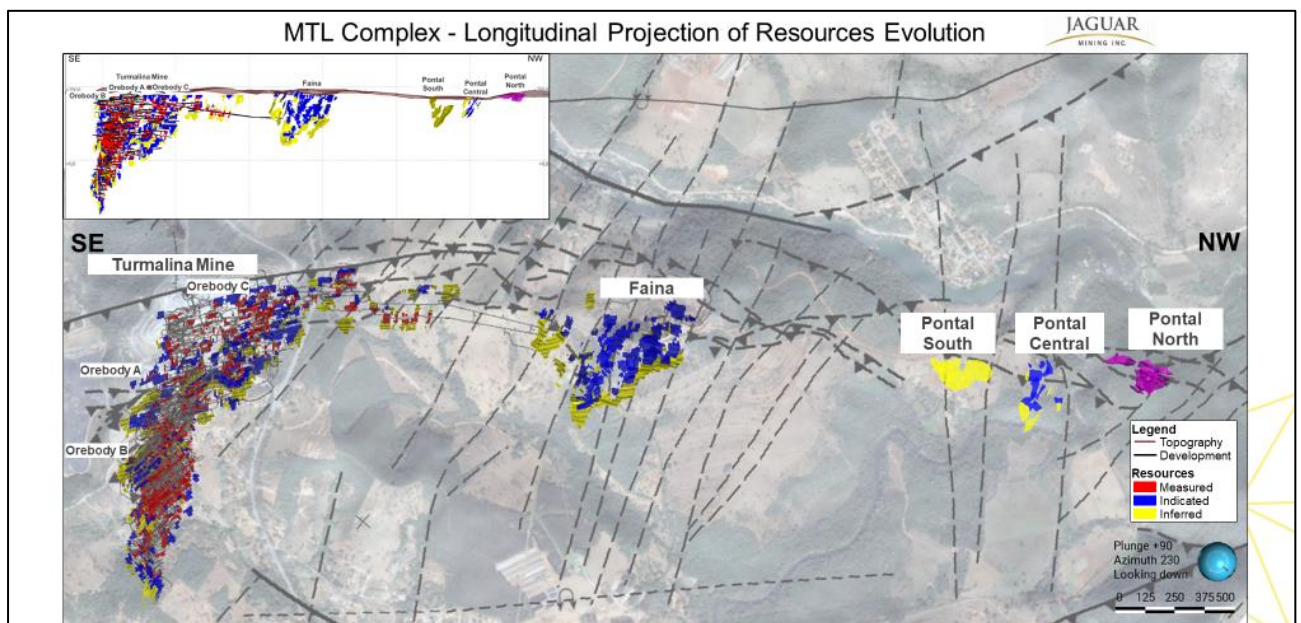 MTL Complex - Longitudinal Projection of Resources Evolution
JAGUAR
MINING INC.
SE
NW
Turmalina Mine
Orebody A
Orebody C
Orebody B
Faina
Pontal
South
Pontal
Central
Pontal
North
SE
NW
Turmalina Mine
Orebody C
Faina
Orebody A
Orebody B
Pontal
South
Pontal
Central
Pontal
North
Legend
Topography
Development
Resources
Measured
Indicated
Inferred
Plunge +90
Azimuth 230
Looking down
0 125 250 375 500